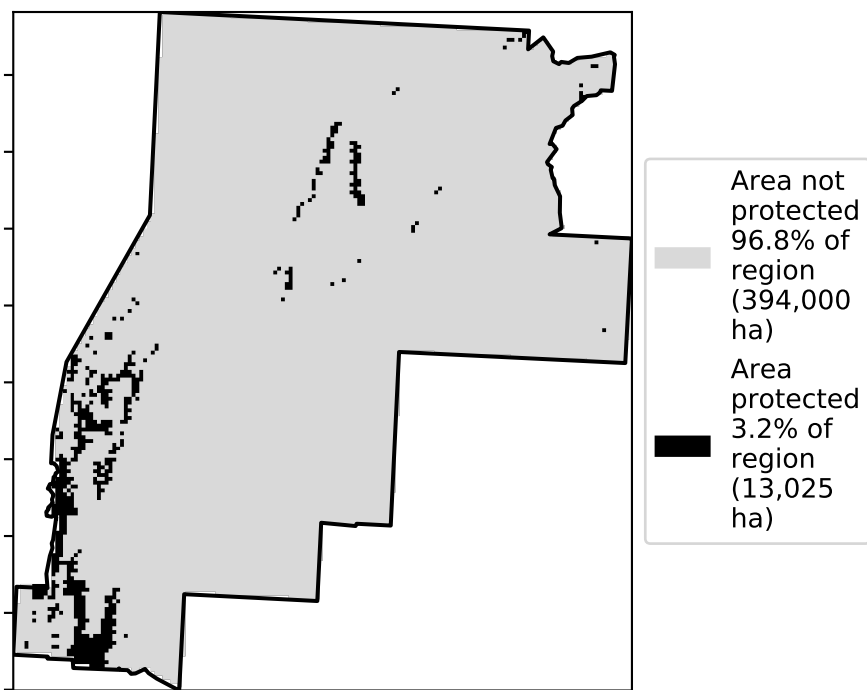 Area not
protected
96.8% of
region
(394,000
ha)
Area
protected
3.2% of
region
(13,025
ha)